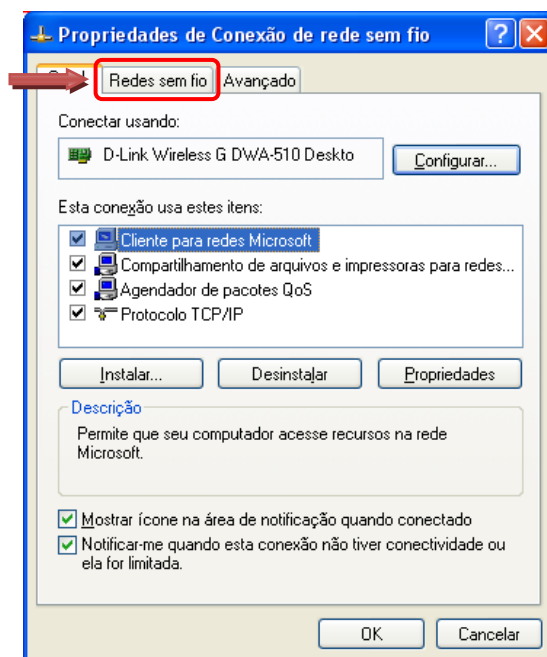 Propriedades de Conexão de rede sem fio
Redes sem fio
Avançado
Conectar usando:
D-Link Wireless G DWA-510 Deskto
Configurar...
Esta conexão usa estes itens:
Cliente para redes Microsoft
Compartilhamento de arquivos e impressoras para redes...
Agendador de pacotes QoS
Protocolo TCP/IP
Instalar...
Desinstalar
Propriedades
Descrição
Permite que seu computador acesse recursos na rede
Microsoft.
Mostrar ícone na área de notificação quando conectado
Notificar-me quando esta conexão não tiver conectividade ou
ela for limitada.
OK
Cancelar